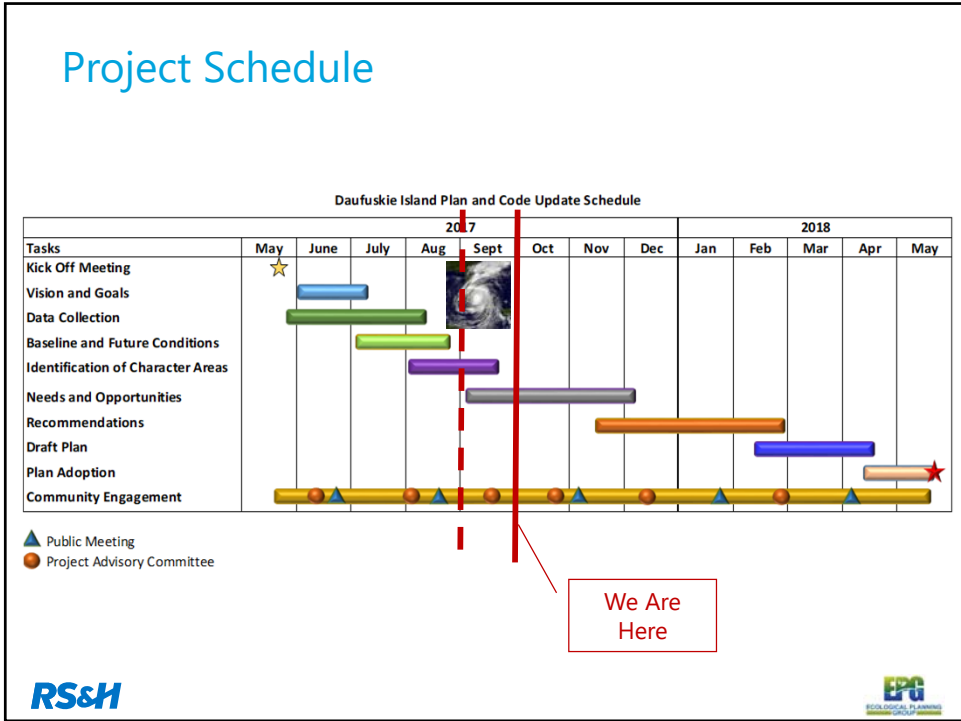 Project Schedule
Daufuskie Island Plan and Code Update Schedule
2017 2018
Tasks May June July Aug Sept Oct Nov Dec Jan Feb Mar Apr May
Kick Off Meeting
Vision and Goals
Data Collection
Baseline and Future Conditions
Identification of Character Areas
Needs and Opportunities
Recommendations
Draft Plan
Plan Adoption
Community Engagement
Public Meeting
Project Advisory Committee
We Are
Here
RS&H
EPG
ECOLOGICAL PLANNING
GROUP